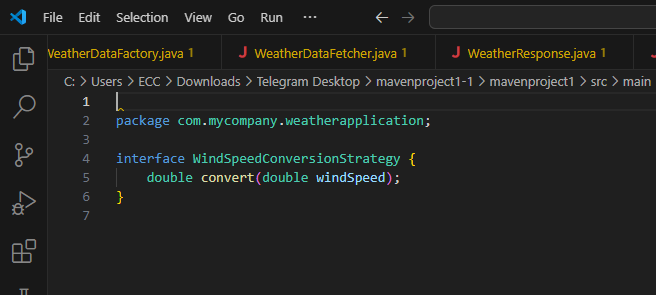 File Edit Selection View Go Run ···
WeatherDataFactory.java 1 J WeatherDataFetcher.java 1 J WeatherResponse.java 1 J
C: > Users > ECC > Downloads > Telegram Desktop > mavenproject1-1 > mavenproject1 > src > main
1
2 package com.mycompany.weatherapplication;
3
4 interface WindSpeedConversionStrategy {
5 double convert(double windSpeed);
6 }
7